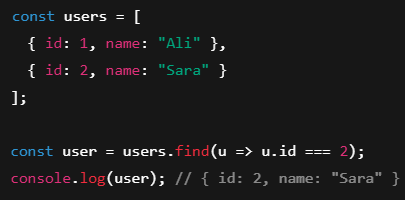 const users = [
  { id: 1, name: "Ali" },
  { id: 2, name: "Sara" }
];

const user = users.find(u => u.id === 2);
console.log(user); // { id: 2, name: "Sara" }